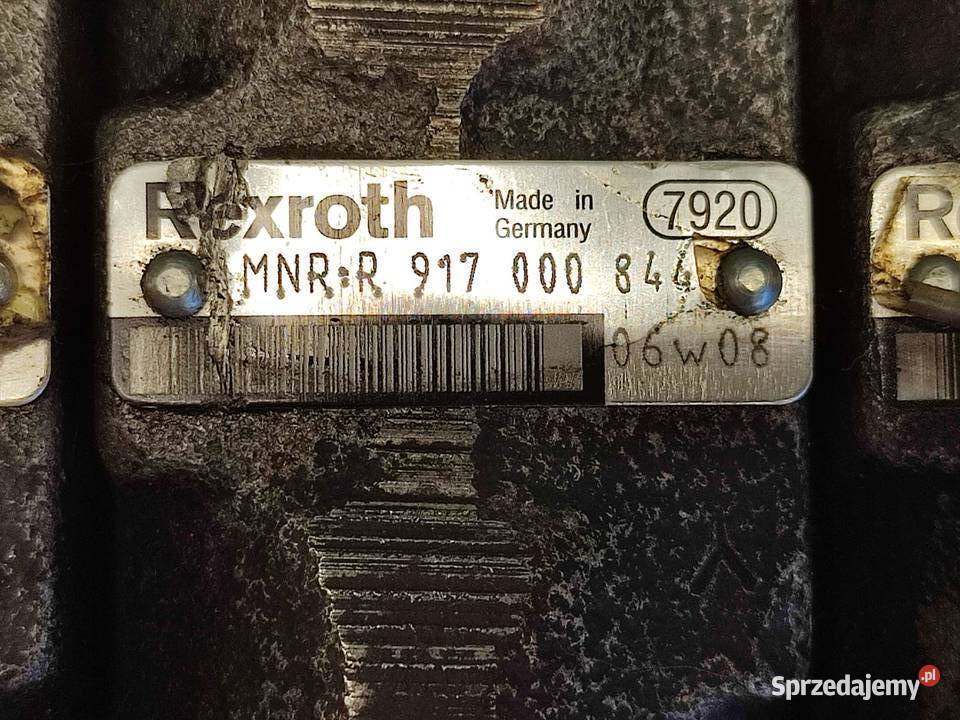 Rexroth
Made in
Germany
7920
MNR:R 917 000 844
06w08
R
Sprzedajemy.pl